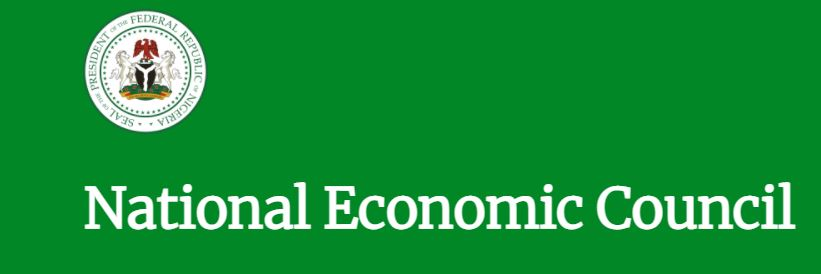 SEAL OF THE PRESIDENT OF THE FEDERAL REPUBLIC OF NIGERIA
National Economic Council